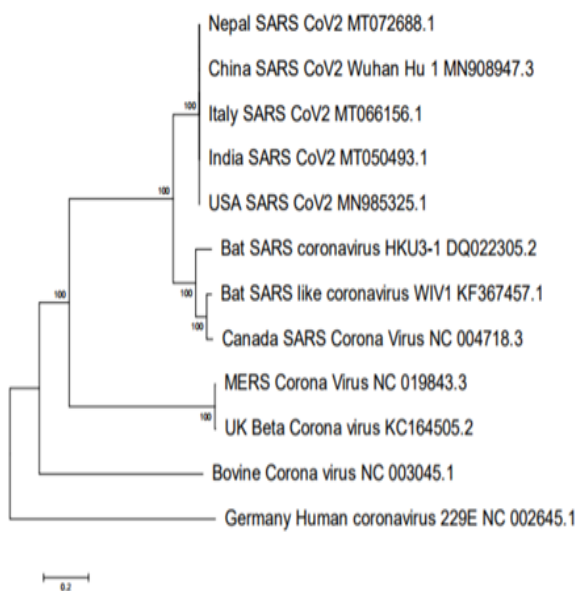 Nepal SARS CoV2 MT072688.1
China SARS CoV2 Wuhan Hu 1 MN908947.3
100
Italy SARS CoV2 MT066156.1
India SARS CoV2 MT050493.1
100
USA SARS CoV2 MN985325.1
Bat SARS coronavirus HKU3-1 DQ022305.2
100
100
Bat SARS like coronavirus WIV1 KF367457.1
100
Canada SARS Corona Virus NC 004718.3
MERS Corona Virus NC 019843.3
100
UK Beta Corona virus KC164505.2
Bovine Corona virus NC 003045.1
Germany Human coronavirus 229E NC 002645.1
0.2